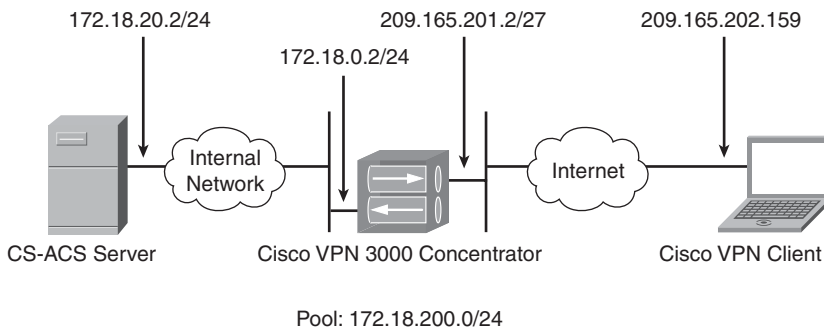 172.18.20.2/24
209.165.201.2/27
209.165.202.159
172.18.0.2/24
Internal
Network
Internet
CS-ACS Server
Cisco VPN 3000 Concentrator
Cisco VPN Client
Pool: 172.18.200.0/24